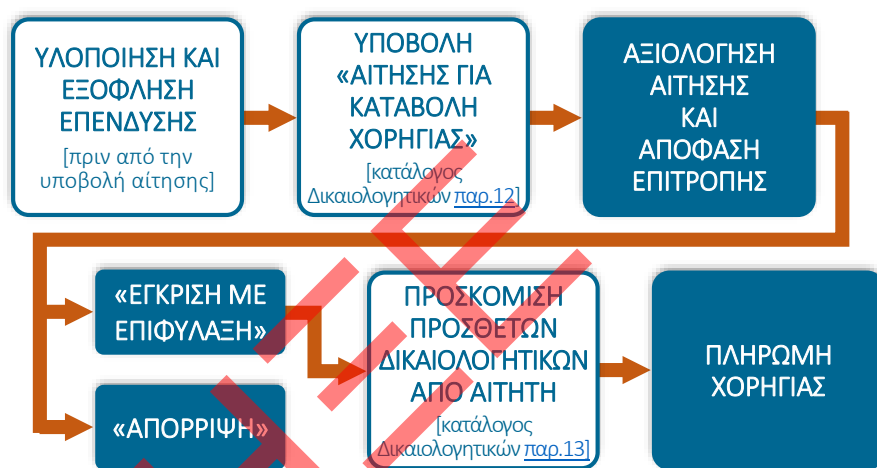 ΥΛΟΠΟΙΗΣΗ ΚΑΙ
ΕΞΟΦΛΗΣΗ
ΕΠΕΝΔΥΣΗΣ
[πριν από την
υποβολή αίτησης]
ΥΠΟΒΟΛΗ
«ΑΙΤΗΣΗΣ ΓΙΑ
ΚΑΤΑΒΟΛΗ
ΧΟΡΗΓΙΑΣ»
[κατάλογος
Δικαιολογητικών παρ.12]
ΑΞΙΟΛΟΓΗΣΗ
ΑΙΤΗΣΗΣ
ΚΑΙ
ΑΠΟΦΑΣΗ
ΕΠΙΤΡΟΠΗΣ
«ΕΓΚΡΙΣΗ ΜΕ
ΕΠΙΦΥΛΑΞΗ»
«ΑΠΟΡΡΙΨΗ»
ΠΡΟΣΚΟΜΙΣΗ
ΠΡΟΣΘΕΤΩΝ
ΔΙΚΑΙΟΛΟΓΗΤΙΚΩΝ
ΑΠΟ ΑΙΤΗΤΗ
[κατάλογος
Δικαιολογητικών παρ.13]
ΠΛΗΡΩΜΗ
ΧΟΡΗΓΙΑΣ